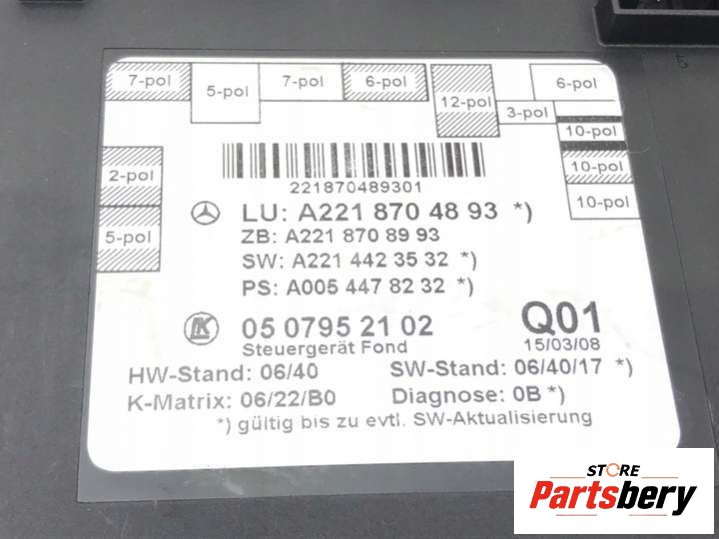 7-pol
5-pol
7-pol
6-pol
12-pol
3-pol
6-pol
10-pol
10-pol
10-pol
2-pol
5-pol
221870489301
LU: A221 870 48 93 *)
ZB: A221 870 89 93
SW: A221 442 35 32 *)
PS: A005 447 82 32 *)
LK 05 0795 21 02
Steuergerät Fond
Q01
15/03/08
HW-Stand: 06/40 SW-Stand: 06/40/17 *)
K-Matrix: 06/22/B0 Diagnose: 0B *)
*) gültig bis zu evtl. SW-Aktualisierung
STORE
Partsbery